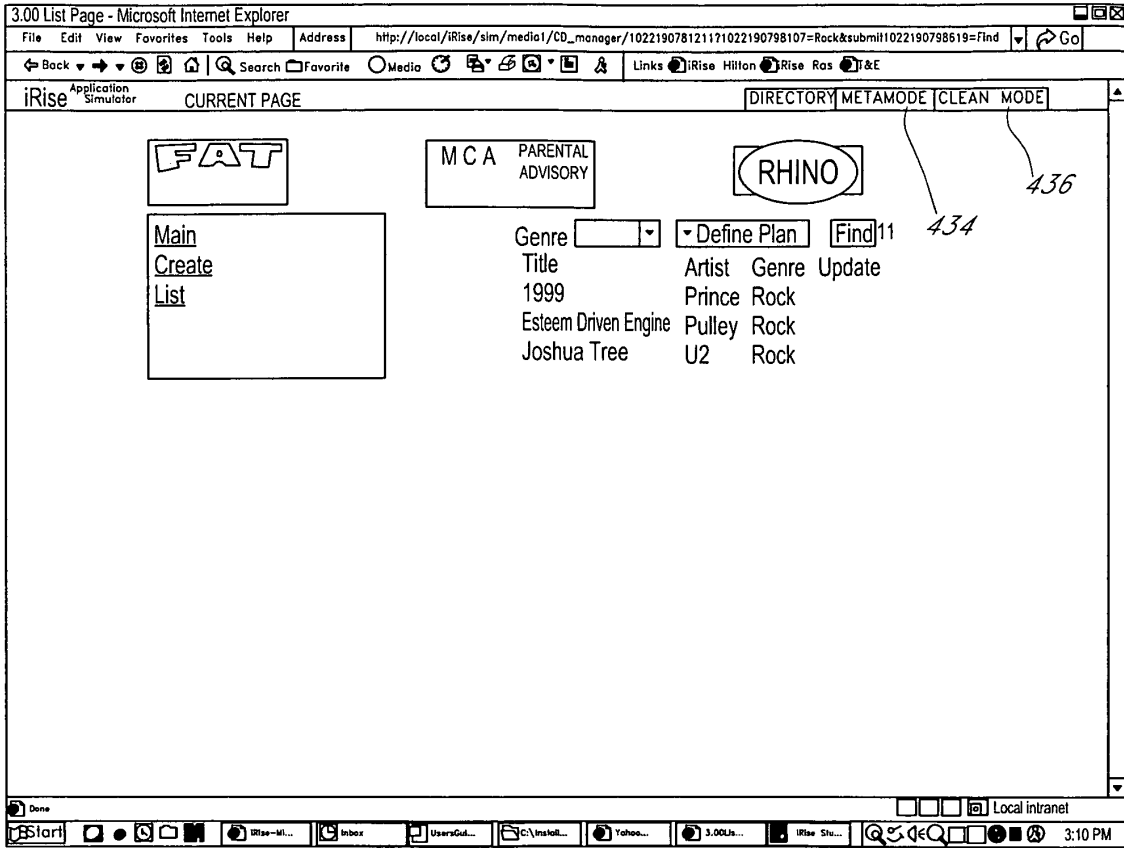 3.00 List Page - Microsoft Internet Explorer
File Edit View Favorites Tools Help Address http://local/iRise/sim/media1/CD_manager/1022190781211?1022190798107=Rock&submit1022190798619=Find Go
Back Search Favorite Media Links iRise Hilton iRise Ras T&E
iRise Application Simulator CURRENT PAGE DIRECTORY METAMODE CLEAN MODE
FAT MCA PARENTAL ADVISORY RHINO
436
434
Main
Create
List
Genre Define Plan Find 11
Title Artist Genre Update
1999 Prince Rock
Esteem Driven Engine Pulley Rock
Joshua Tree U2 Rock
Done Local intranet
Start iRise-Mi... Inbox UsersGui... C:\Install... Yahoo... 3.00Us... iRise Stu... 3:10 PM